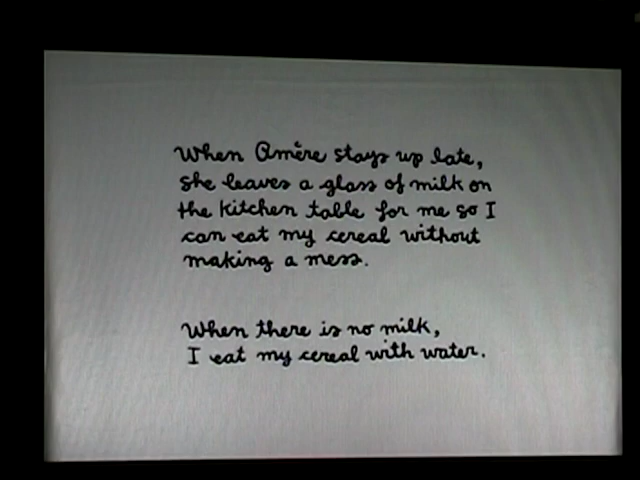 When Amère stays up late,
she leaves a glass of milk on
the kitchen table for me so I
can eat my cereal without
making a mess.
When there is no milk,
I eat my cereal with water.